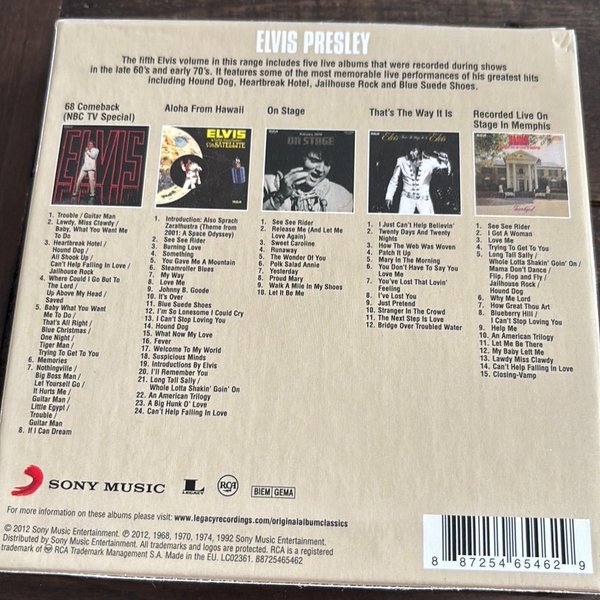 ELVIS PRESLEY
The fifth Elvis volume in this range includes five live albums that were recorded during shows
in the late 60's and early 70's. It features some of the most memorable live performances of his greatest hits
including Hound Dog, Heartbreak Hotel, Jailhouse Rock and Blue Suede Shoes.
68 Comeback
(NBC TV Special)
ELVIS
1. Trouble / Guitar Man
2. Lawdy, Miss Clawdy /
Baby, What You Want Me
To Do
3. Heartbreak Hotel /
Hound Dog /
All Shook Up /
Can't Help Falling In Love /
Jailhouse Rock
4. Where Could I Go But To
The Lord /
Up Above My Head /
Saved
5. Baby What You Want
Me To Do /
That's All Right /
Blue Christmas /
One Night /
Tiger Man /
Trying To Get To You
6. Memories
7. Nothingville /
Big Boss Man /
Let Yourself Go /
It Hurts Me /
Guitar Man /
Little Egypt /
Trouble /
Guitar Man
8. If I Can Dream
Aloha From Hawaii
ELVIS
SATELLITE
1. Introduction: Also Sprach
Zarathustra (Theme from
2001: A Space Odyssey)
2. See See Rider
3. Burning Love
4. Something
5. You Gave Me A Mountain
6. Steamroller Blues
7. My Way
8. Love Me
9. Johnny B. Goode
10. It's Over
11. Blue Suede Shoes
12. I'm So Lonesome I Could Cry
13. I Can't Stop Loving You
14. Hound Dog
15. What Now My Love
16. Fever
17. Welcome To My World
18. Suspicious Minds
19. Introductions By Elvis
20. I'll Remember You
21. Long Tall Sally /
Whole Lotta Shakin' Goin' On
22. An American Trilogy
23. A Big Hunk O' Love
24. Can't Help Falling In Love
On Stage
ON STAGE
1. See See Rider
2. Release Me (And Let Me
Love Again)
3. Sweet Caroline
4. Runaway
5. The Wonder Of You
6. Polk Salad Annie
7. Yesterday
8. Proud Mary
9. Walk A Mile In My Shoes
10. Let It Be Me
That's The Way It Is
Elvis
1. I Just Can't Help Believin'
2. Twenty Days And Twenty
Nights
3. How The Web Was Woven
4. Patch It Up
5. Mary In The Morning
6. You Don't Have To Say You
Love Me
7. You've Lost That Lovin'
Feeling
8. I've Lost You
9. Just Pretend
10. Stranger In The Crowd
11. The Next Step Is Love
12. Bridge Over Troubled Water
Recorded Live On
Stage In Memphis
1. See See Rider
2. I Got A Woman
3. Love Me
4. Trying To Get To You
5. Long Tall Sally /
Whole Lotta Shakin' Goin' On /
Mama Don't Dance /
Flip, Flop and Fly /
Jailhouse Rock /
Hound Dog
6. Why Me Lord
7. How Great Thou Art
8. Blueberry Hill /
I Can't Stop Loving You
9. Help Me
10. An American Trilogy
11. Let Me Be There
12. My Baby Left Me
13. Lawdy Miss Clawdy
14. Can't Help Falling In Love
15. Closing-Vamp
SONY MUSIC
L
LEGACY
RCA
BIEM GEMA
For more information on these albums please visit: www.legacyrecordings.com/originalalbumclassics
© 2012 Sony Music Entertainment. ℗ 2012, 1968, 1970, 1974, 1992 Sony Music Entertainment.
Distributed by Sony Music Entertainment. All trademarks and logos are protected. RCA is a registered
trademark of RCA Trademark Management S.A. Made in the EU. LC02361. 88725465462
8 87254 65462 9